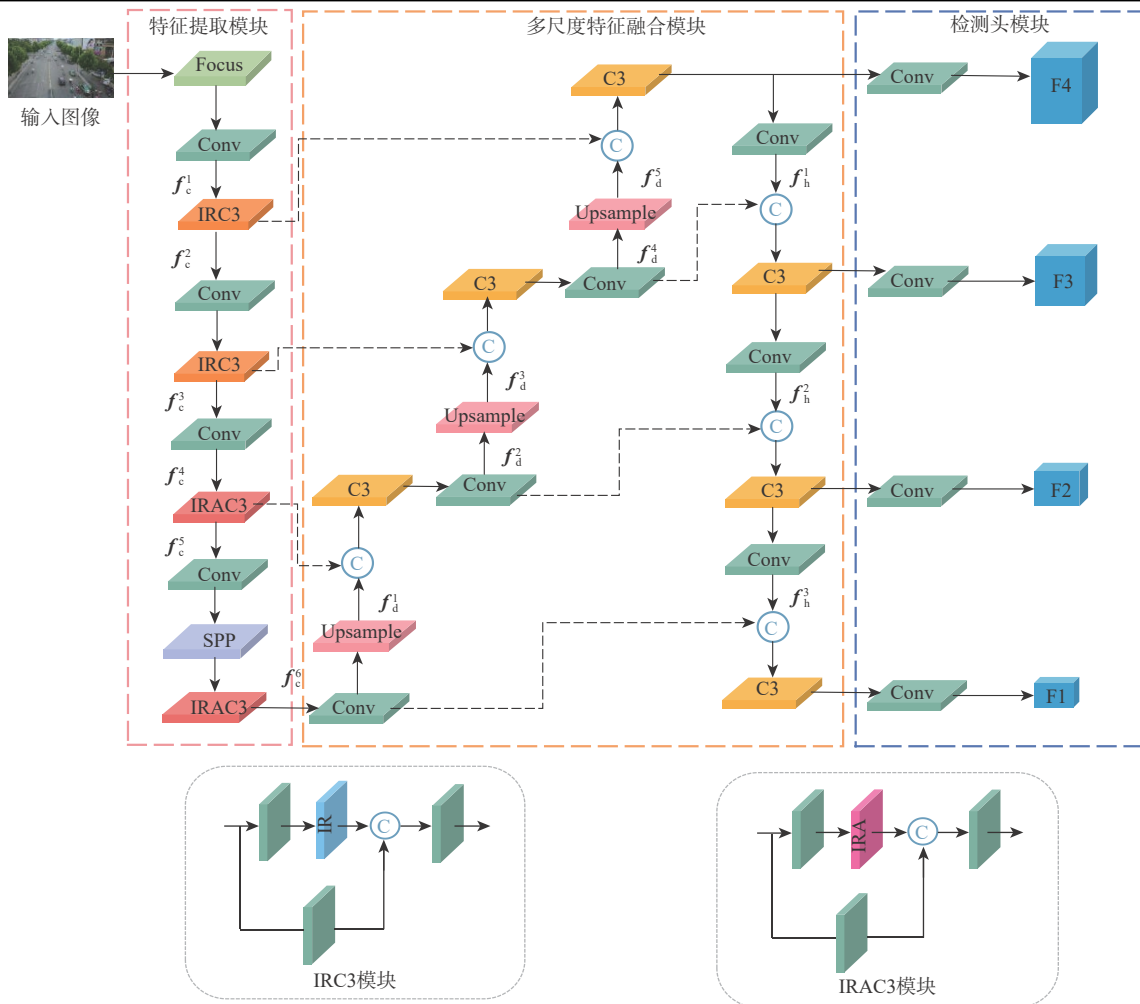 特征提取模块
多尺度特征融合模块
检测头模块
输入图像
Focus
Conv
f_c^1
IRC3
f_c^2
Conv
IRC3
f_c^3
Conv
f_c^4
IRAC3
f_c^5
Conv
SPP
IRAC3
f_c^6
Conv
Upsample
f_d^1
C
C3
Conv
f_d^2
Upsample
f_d^3
C
C3
Conv
f_d^4
Upsample
f_d^5
C
C3
Conv
f_h^1
C
C3
Conv
f_h^2
C
C3
Conv
f_h^3
C
C3
Conv
F4
Conv
F3
Conv
F2
Conv
F1
IR
C
IRC3模块
IRA
C
IRAC3模块